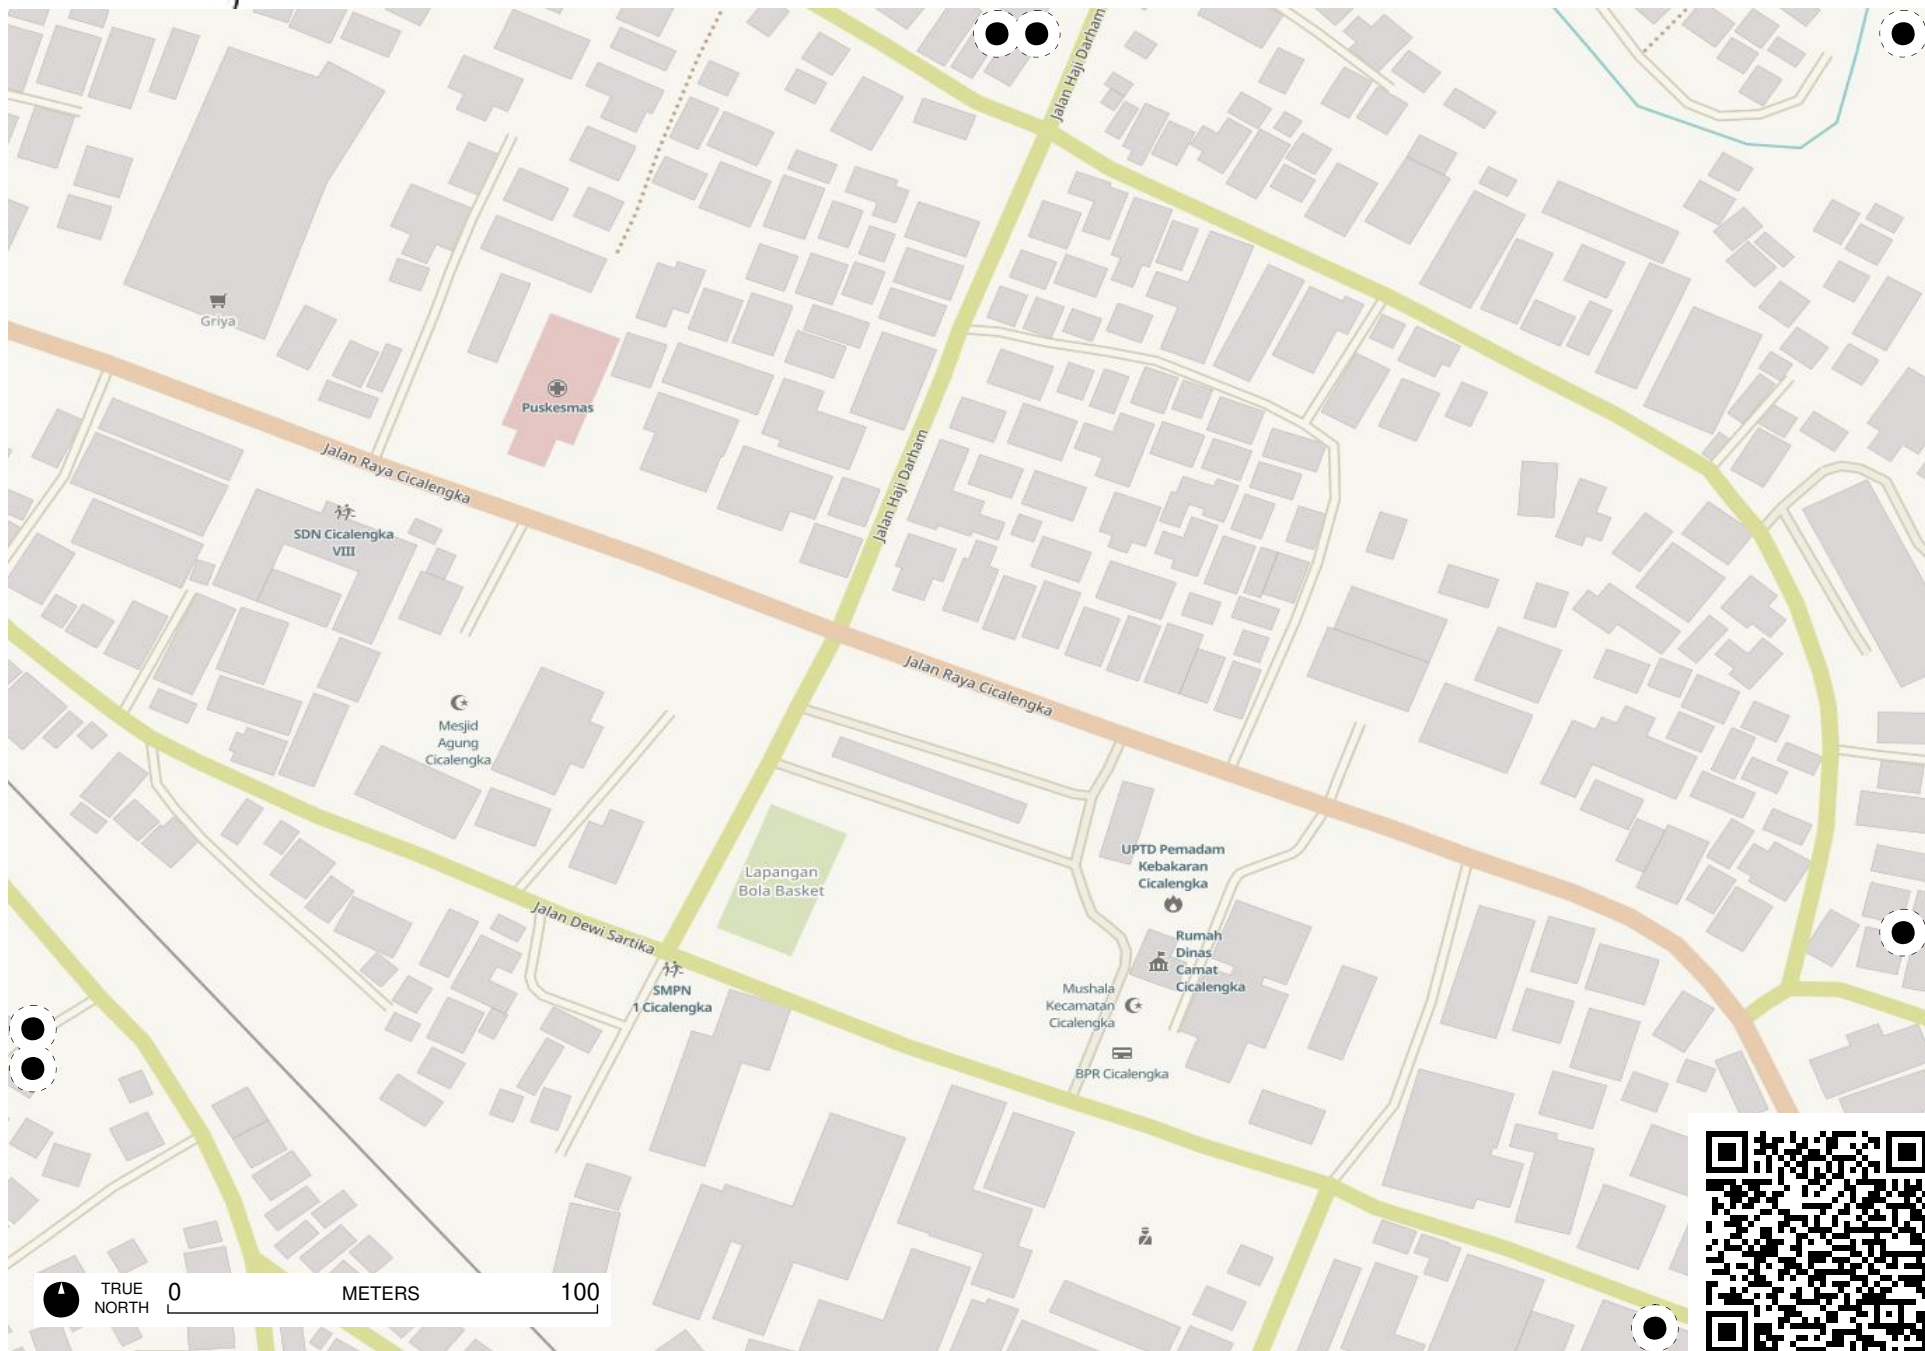 Jalan Haji Darham
Griya
Puskesmas
Jalan Raya Cicalengka
Jalan Haji Darham
SDN Cicalengka
VIII
Jalan Raya Cicalengka
Mesjid
Agung
Cicalengka
UPTD Pemadam
Kebakaran
Cicalengka
Lapangan
Bola Basket
Jalan Dewi Sartika
Rumah
Dinas
Camat
Cicalengka
SMPN
1 Cicalengka
Mushala
Kecamatan
Cicalengka
BPR Cicalengka
TRUE
NORTH
0 METERS 100